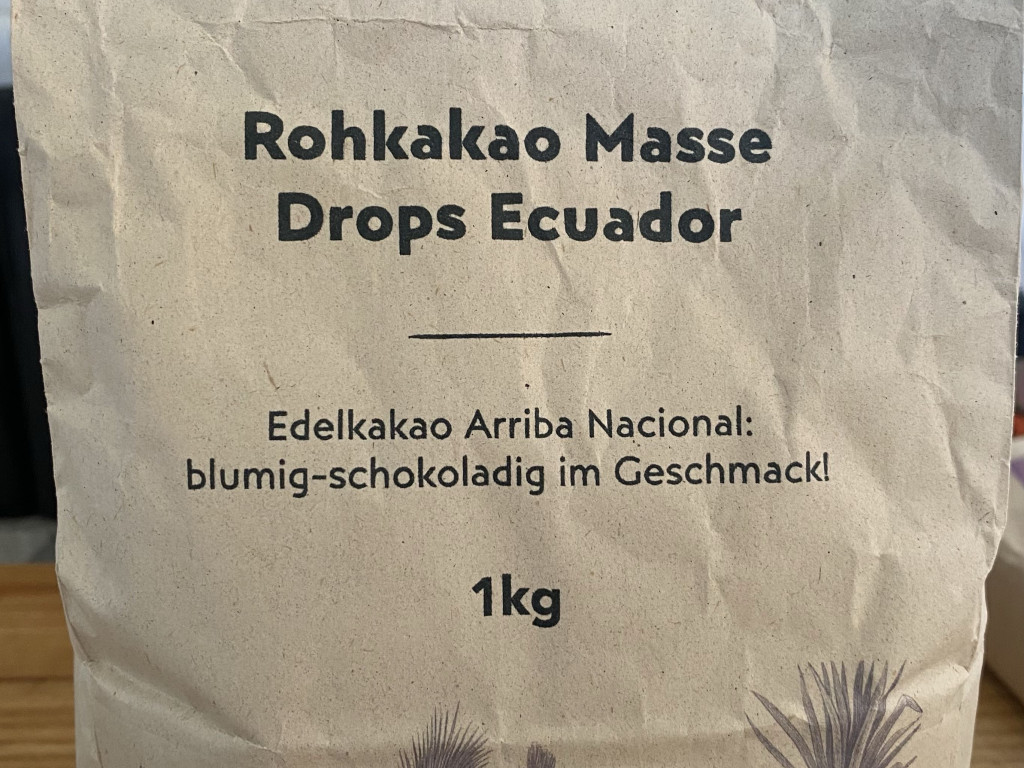 Rohkakao Masse
Drops Ecuador
Edelkakao Arriba Nacional:
blumig-schokoladig im Geschmack!
1kg